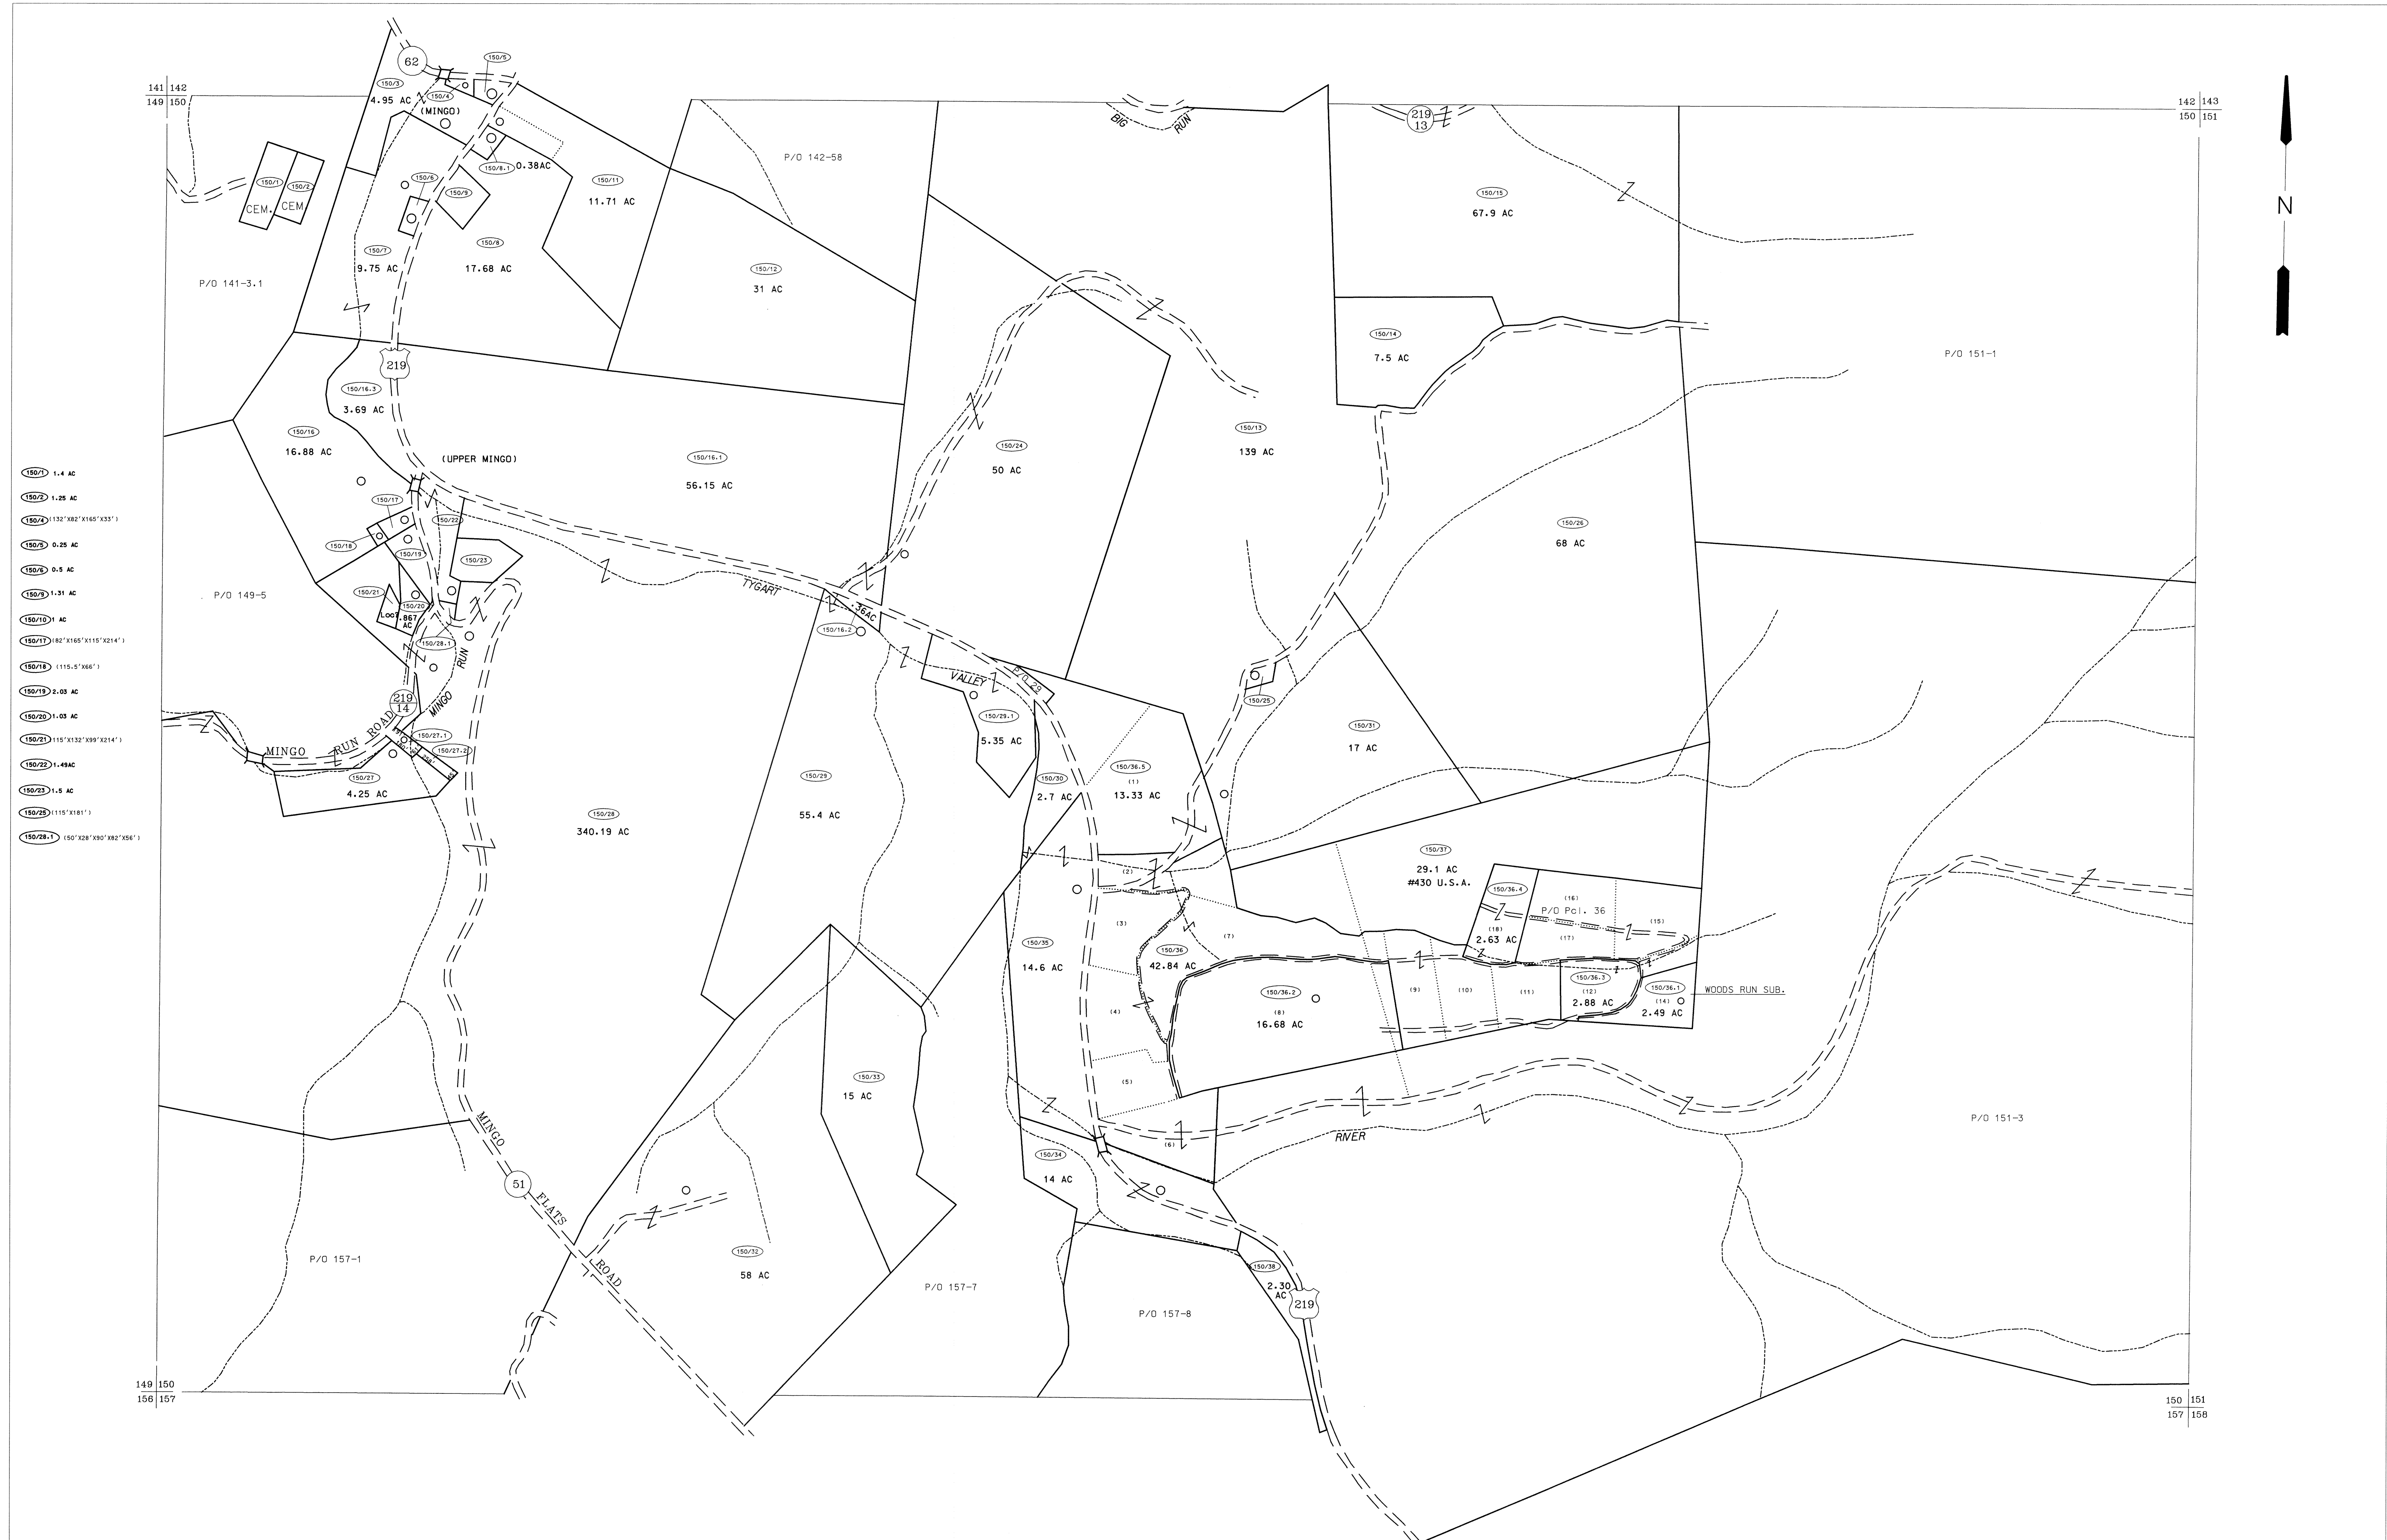 141 142
149 150
142 143
150 151
N
62
150/5
150/3
4.95 AC
150/4
(MINGO)
219
13
BIG RUN
P/O 142-58
150/1
CEM.
150/2
CEM
150/8.1
0.38AC
150/6
150/9
150/11
11.71 AC
150/15
67.9 AC
150/7
9.75 AC
150/8
17.68 AC
P/O 141-3.1
150/12
31 AC
150/14
7.5 AC
P/O 151-1
219
150/16.3
3.69 AC
150/16
16.88 AC
(UPPER MINGO)
150/16.1
56.15 AC
150/24
50 AC
150/13
139 AC
150/1 1.4 AC
150/2 1.25 AC
150/4 (132'X82'X165'X33')
150/5 0.25 AC
150/6 0.5 AC
150/9 1.31 AC
150/10 1 AC
150/17 (82'X165'X115'X214')
150/18 (115.5'X66')
150/19 2.03 AC
150/20 1.03 AC
150/21 (115'X132'X99'X214')
150/22 1.49AC
150/23 1.5 AC
150/25 (115'X181')
150/28.1 (50'X28'X90'X82'X56')
150/17
150/22
150/18
150/19
150/23
150/26
68 AC
P/O 149-5
150/21
150/20
.867
AC
150/28.1
TYGART
.36AC
150/16.2
RUN
MINGO
VALLEY
P/O 29
150/25
219
14
MINGO RUN ROAD
150/27.1
150/27.2
150/27
4.25 AC
150/29.1
5.35 AC
150/31
17 AC
150/28
340.19 AC
150/29
55.4 AC
150/30
2.7 AC
150/36.5
(1)
13.33 AC
150/37
29.1 AC
#430 U.S.A.
(2)
150/36.4
(16)
P/O Pcl. 36
(15)
(3)
(7)
(18)
2.63 AC
(17)
150/35
14.6 AC
150/36
42.84 AC
150/36.2
(8)
16.68 AC
(9)
(10)
(11)
150/36.3
(12)
2.88 AC
150/36.1
(14)
2.49 AC
WOODS RUN SUB.
(4)
(5)
150/33
15 AC
(6)
RIVER
P/O 151-3
MINGO FLATS ROAD
51
150/34
14 AC
P/O 157-1
150/32
58 AC
P/O 157-7
P/O 157-8
150/38
2.30
AC
219
149 150
156 157
150 151
157 158